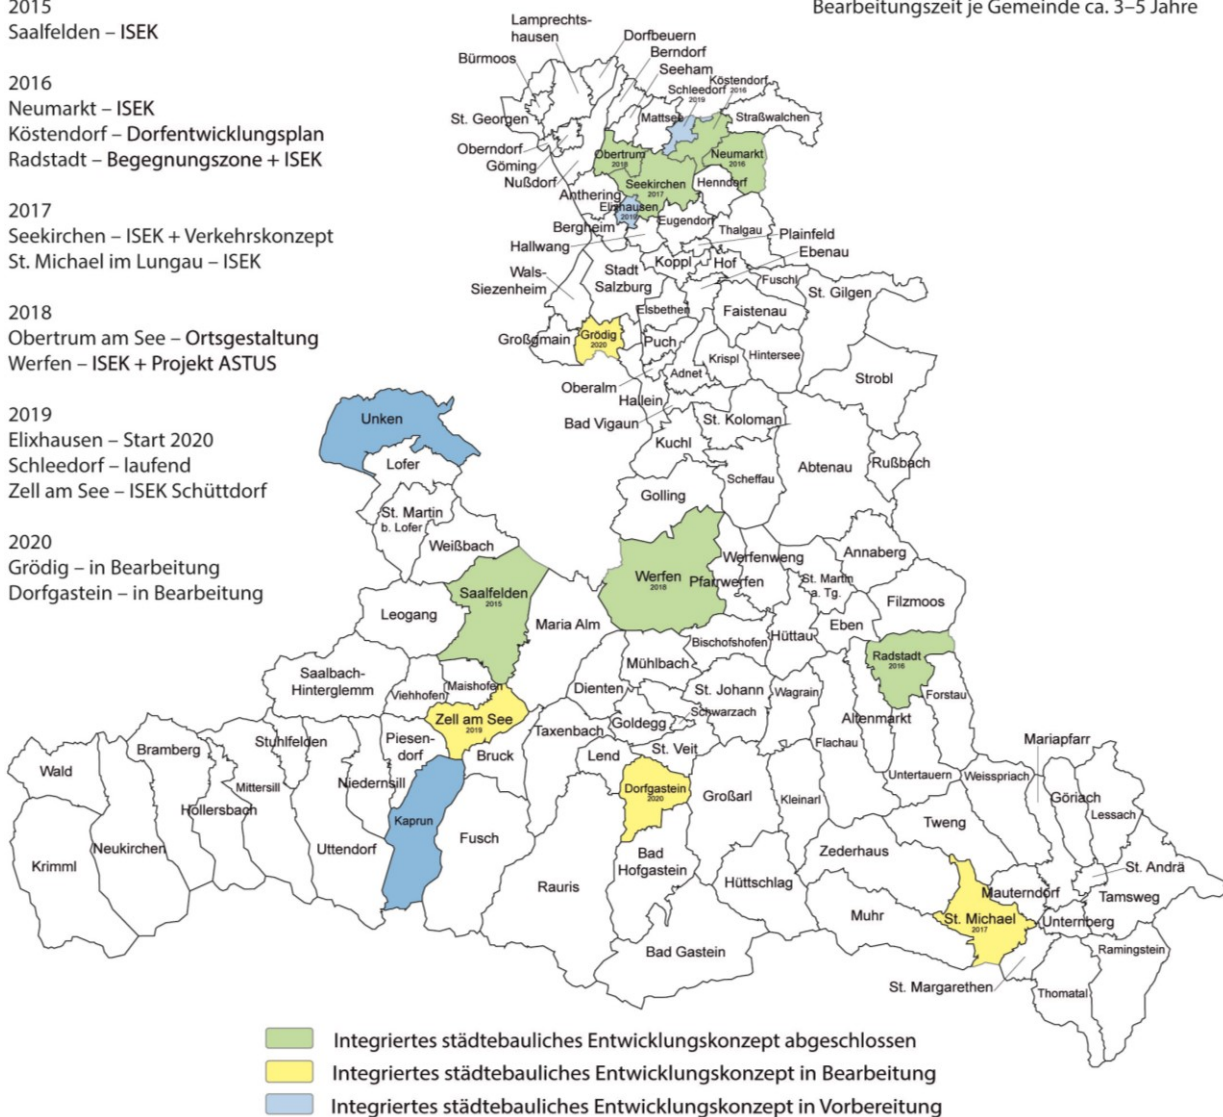 2015
Saalfelden – ISEK
2016
Neumarkt – ISEK
Köstendorf – Dorfentwicklungsplan
Radstadt – Begegnungszone + ISEK
2017
Seekirchen – ISEK + Verkehrskonzept
St. Michael im Lungau – ISEK
2018
Obertrum am See – Ortsgestaltung
Werfen – ISEK + Projekt ASTUS
2019
Elixhausen – Start 2020
Schleedorf – laufend
Zell am See – ISEK Schüttdorf
2020
Grödig – in Bearbeitung
Dorfgastein – in Bearbeitung
Bearbeitungszeit je Gemeinde ca. 3–5 Jahre
Lamprechts-
hausen
Dorfbeuern
Bürmoos
Berndorf
Seeham
Schleedorf
2019
Köstendorf
2016
St. Georgen
Mattsee
Straßwalchen
Oberndorf
Göming
Nußdorf
Obertrum
2018
Neumarkt
2016
Seekirchen
2017
Henndorf
Anthering
Elixhausen
2019
Bergheim
Eugendorf
Thalgau
Hallwang
Plainfeld
Ebenau
Wals-
Siezenheim
Stadt
Salzburg
Koppl
Hof
Fuschl
St. Gilgen
Elsbethen
Faistenau
Großgmain
Grödig
2020
Puch
Krispl
Hintersee
Strobl
Oberalm
Adnet
Hallein
Bad Vigaun
St. Koloman
Kuchl
Unken
Lofer
Scheffau
Abtenau
Rußbach
Golling
St. Martin
b. Lofer
Weißbach
Saalfelden
2015
Leogang
Maria Alm
Werfen
2018
Werfenweng
Pfarrwerfen
Annaberg
St. Martin
a. Tg.
Filzmoos
Eben
Hüttau
Bischofshofen
Mühlbach
Radstadt
2016
Forstau
Saalbach-
Hinterglemm
Viehhofen
Maishofen
Dienten
St. Johann
Wagrain
Schwarzach
Goldegg
Altenmarkt
Zell am See
2019
Taxenbach
Piesen-
dorf
Bruck
Lend
St. Veit
Flachau
Mariapfarr
Stuhlfelden
Bramberg
Wald
Mittersill
Niedernsill
Hollersbach
Dorfgastein
2020
Großarl
Kleinarl
Untertauern
Weisspriach
Göriach
Lessach
Kaprun
Fusch
Tweng
Uttendorf
Neukirchen
Krimml
Rauris
Bad
Hofgastein
Hüttschlag
Zederhaus
Mauterndorf
St. Andrä
Tamsweg
Muhr
St. Michael
2017
Unternberg
Bad Gastein
Ramingstein
St. Margarethen
Thomatal
Integriertes städtebauliches Entwicklungskonzept abgeschlossen
Integriertes städtebauliches Entwicklungskonzept in Bearbeitung
Integriertes städtebauliches Entwicklungskonzept in Vorbereitung